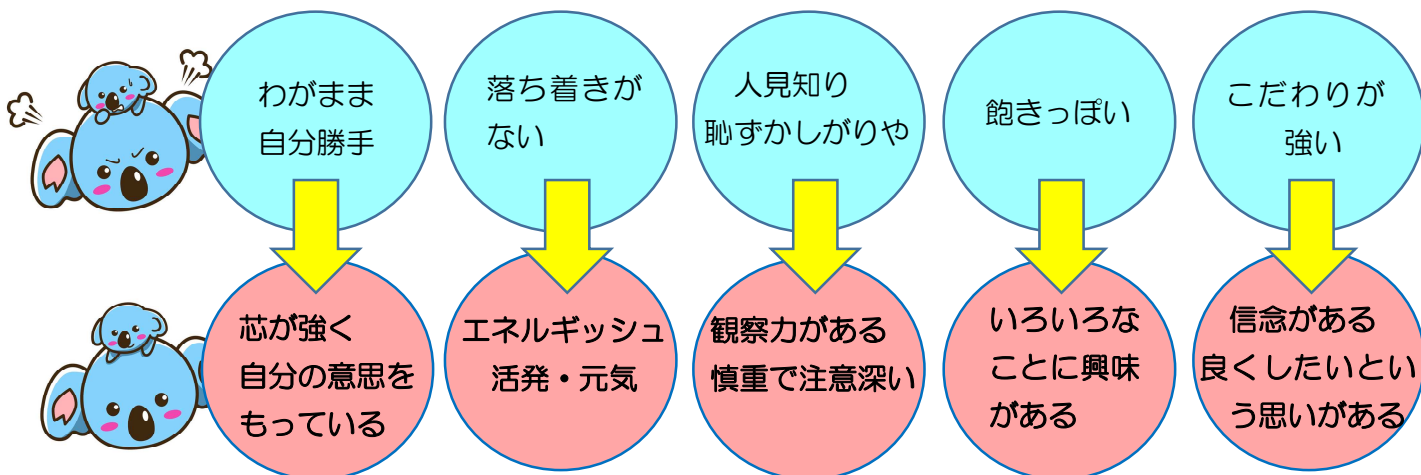 わがまま
自分勝手
落ち着きが
ない
人見知り
恥ずかしがりや
飽きっぽい
こだわりが
強い
芯が強く
自分の意思を
もっている
エネルギッシュ
活発・元気
観察力がある
慎重で注意深い
いろいろな
ことに興味
がある
信念がある
良くしたいとい
う思いがある